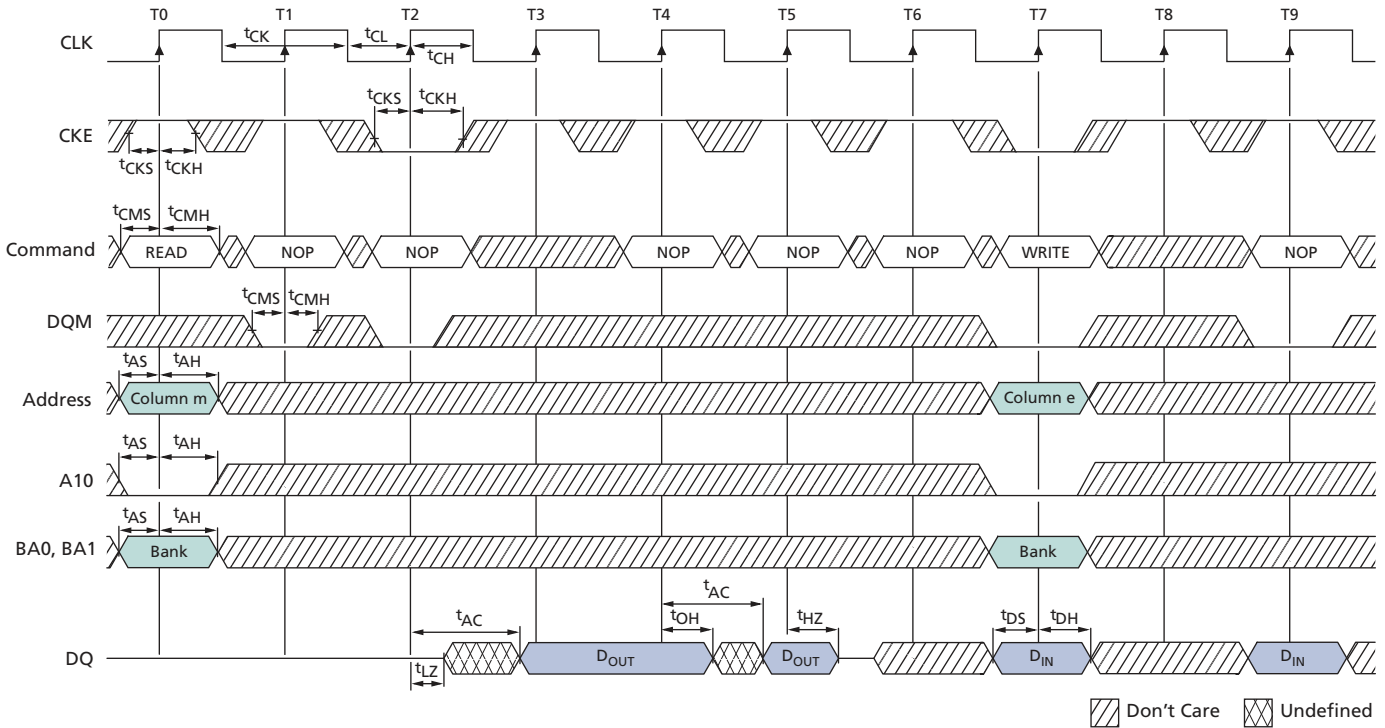 T0 T1 T2 T3 T4 T5 T6 T7 T8 T9
CLK tCK tCL tCH
tCKS tCKH
CKE
tCKS tCKH
tCMS tCMH
Command READ NOP NOP NOP NOP NOP WRITE NOP
tCMS tCMH
DQM
tAS tAH
Address Column m Column e
tAS tAH
A10
tAS tAH
BA0, BA1 Bank Bank
tAC tAC tOH tHZ tDS tDH
DQ DOUT DOUT DIN DIN
tLZ
Don't Care Undefined